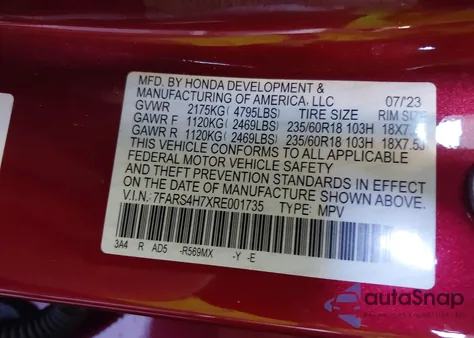 MFD. BY HONDA DEVELOPMENT &
MANUFACTURING OF AMERICA, LLC 07/'23
GVWR 2175KG( 4795LBS) TIRE SIZE RIM SIZE
GAWR F 1120KG( 2469LBS) 235/60R18 103H 18X7.5J
GAWR R 1120KG( 2469LBS) 235/60R18 103H 18X7.5J
THIS VEHICLE CONFORMS TO ALL APPLICABLE
FEDERAL MOTOR VEHICLE SAFETY
AND THEFT PREVENTION STANDARDS IN EFFECT
ON THE DATE OF MANUFACTURE SHOWN ABOVE.
V.I.N: 7FARS4H7XRE001735 TYPE: MPV
3A4 R AD5 -R569MX -Y -E
autoSnap